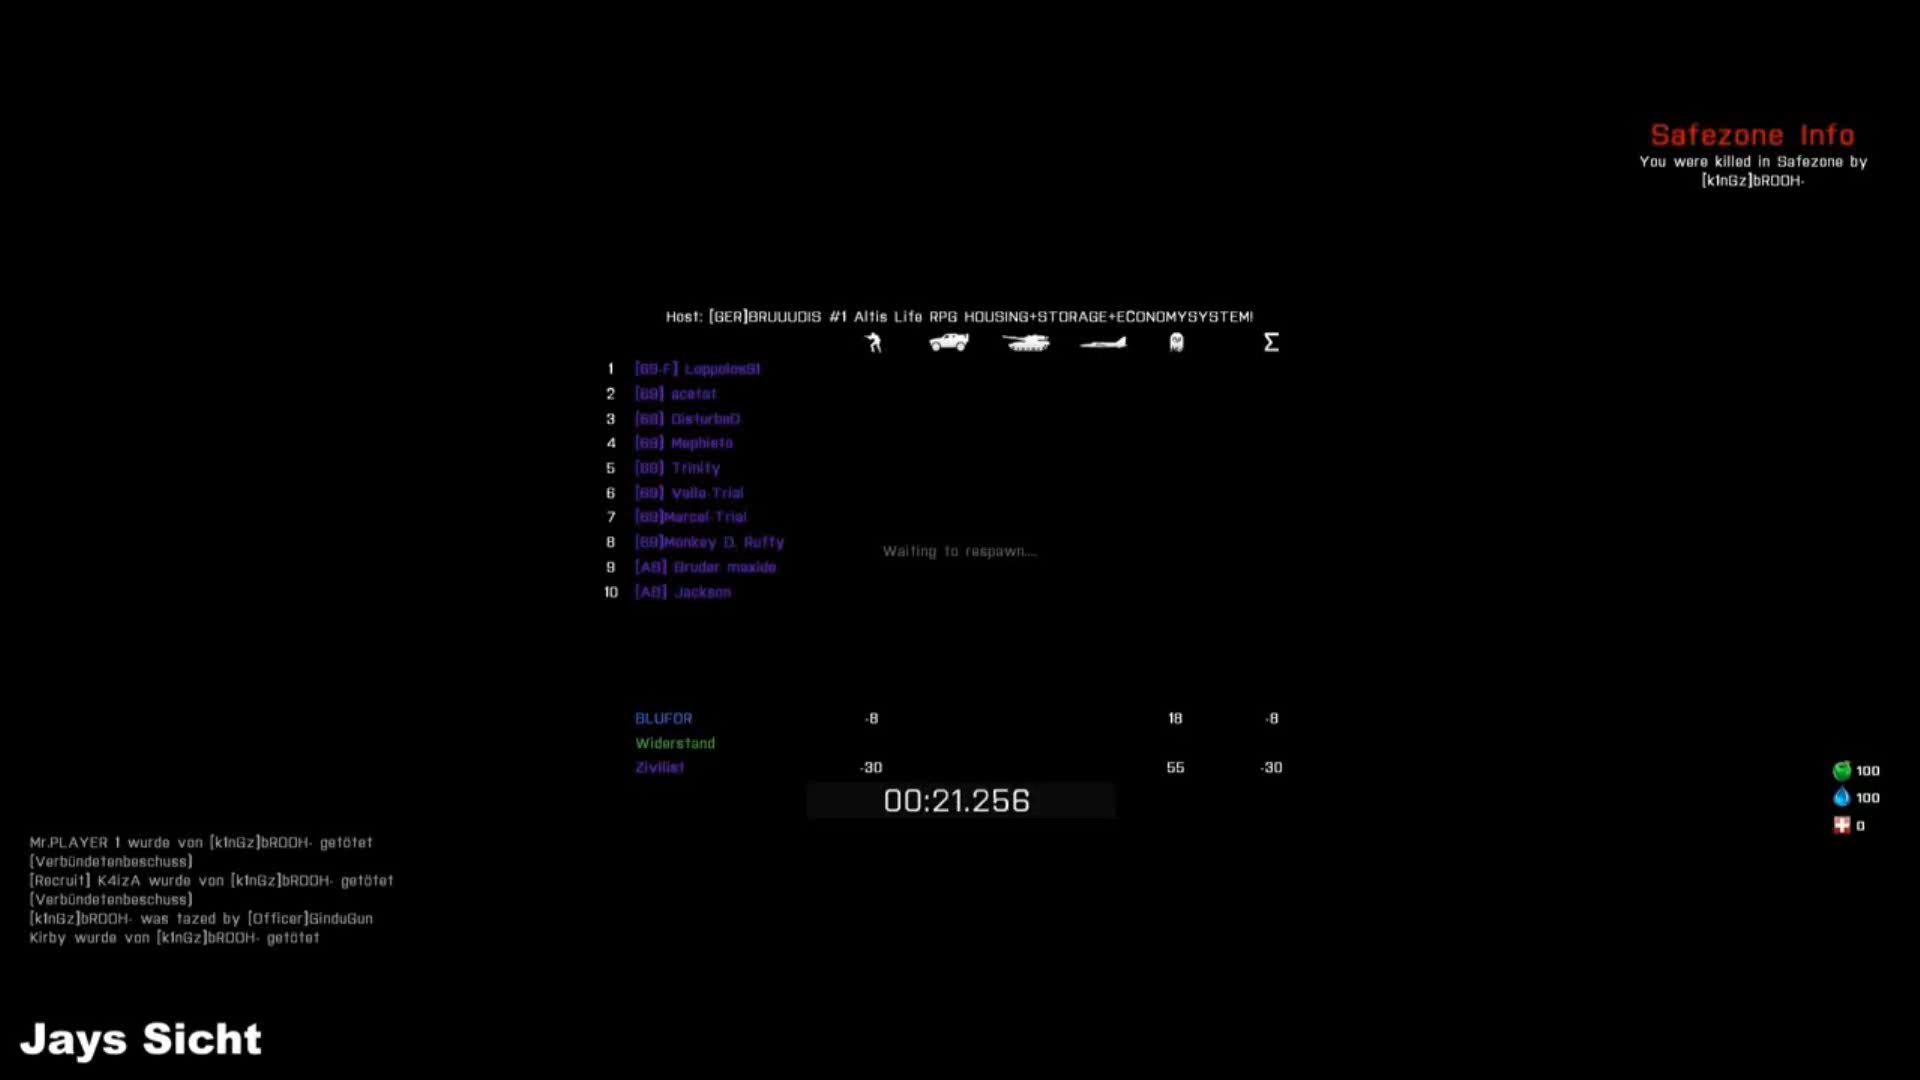 Safezone Info
You were killed in Safezone by
[k1nGz]bROOH-
Host: [GER]BRUUUDIS #1 Altis Life RPG HOUSING+STORAGE+ECONOMYSYSTEM!
Σ
1 [69-F] Loppolos91
2 [69] acetat
3 [69] DisturbeD
4 [69] Mephisto
5 [69] Trinity
6 [69] Trial
7 [69]Marcel-Trial
8 [69]Monkey D. Ruffy
Waiting to respawn....
9 [AB] Bruder maxide
10 [AB] Jackson
BLUFOR -8 18 -8
Widerstand
Zivilist -30 55 -30
00:21.256
100
100
0
Mr.PLAYER 1 wurde von [k1nGz]bROOH- getötet
(Verbündetenbeschuss)
[Recruit] K4izA wurde von [k1nGz]bROOH- getötet
(Verbündetenbeschuss)
[k1nGz]bROOH- was tazed by [Officer]GinduGun
Kirby wurde von [k1nGz]bROOH- getötet
Jays Sicht